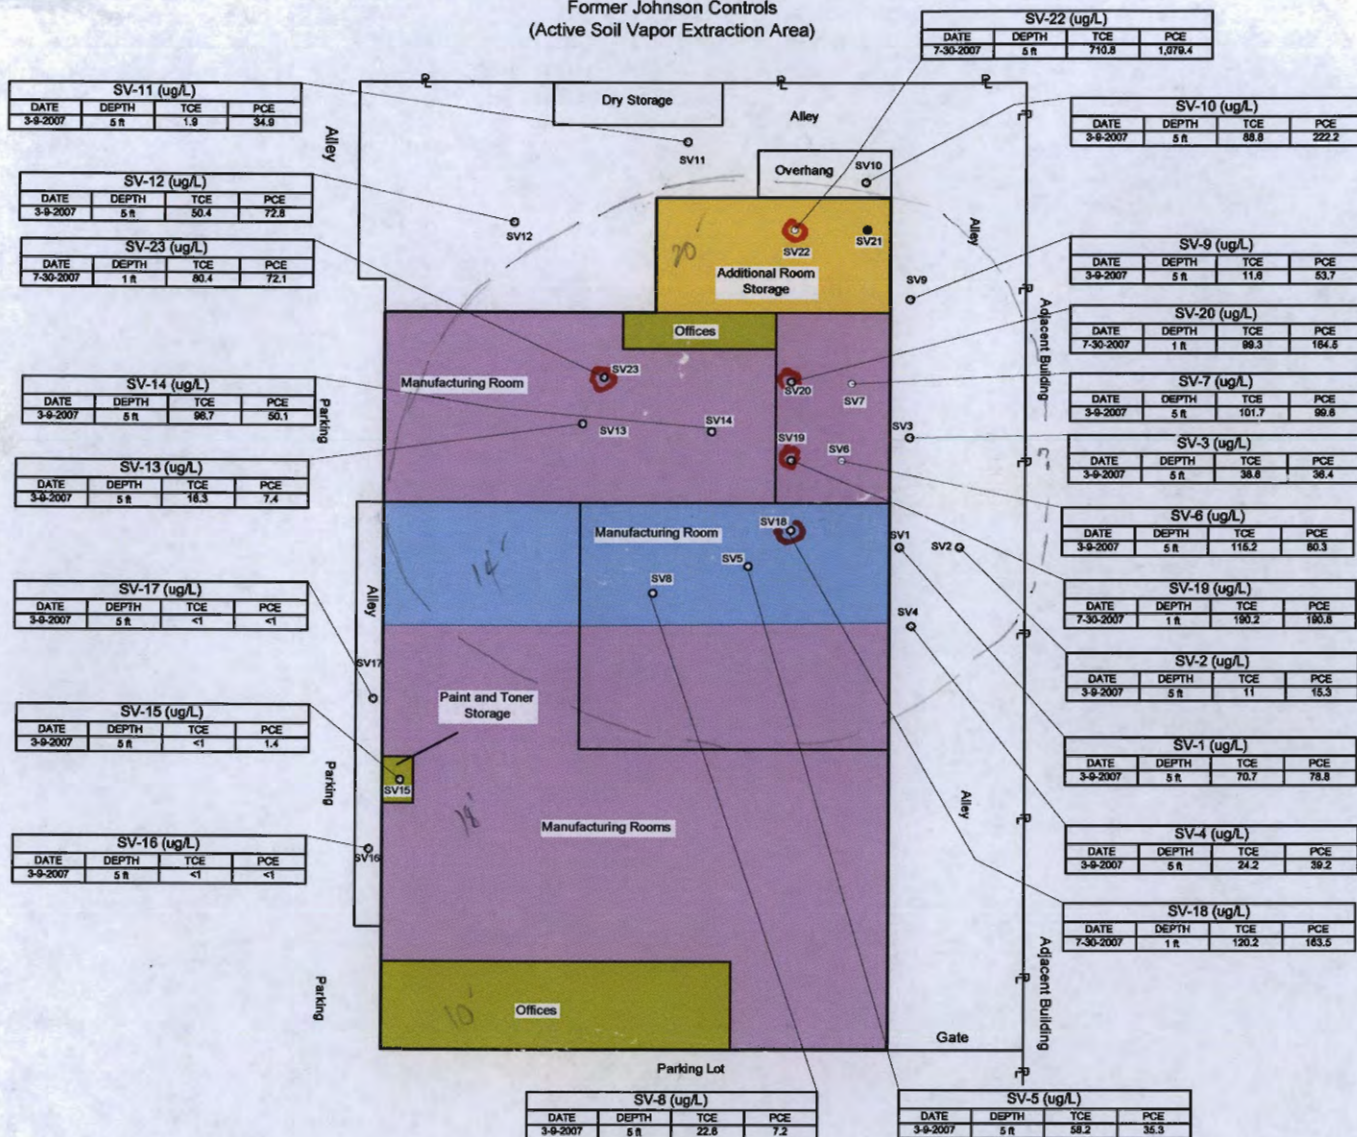 Former Johnson Controls
(Active Soil Vapor Extraction Area)
SV-22 (ug/L)
DATE DEPTH TCE PCE
7-30-2007 5 ft 710.8 1,079.4
SV-11 (ug/L)
DATE DEPTH TCE PCE
3-9-2007 5 ft 1.9 34.9
SV-10 (ug/L)
DATE DEPTH TCE PCE
3-9-2007 5 ft 222.2
SV-12 (ug/L)
DATE DEPTH TCE PCE
3-9-2007 5 ft 50.4 72.8
SV-23 (ug/L)
DATE DEPTH TCE PCE
7-30-2007 1 ft 80.4 72.1
SV-9 (ug/L)
DATE DEPTH TCE PCE
3-9-2007 5 ft 11.6 53.7
SV-20 (ug/L)
DATE DEPTH TCE PCE
7-30-2007 1 ft 99.3 164.5
SV-14 (ug/L)
DATE DEPTH TCE PCE
3-9-2007 5 ft 50.1
SV-7 (ug/L)
DATE DEPTH TCE PCE
3-9-2007 5 ft 101.7 99.6
SV-3 (ug/L)
DATE DEPTH TCE PCE
3-9-2007 5 ft 38.6 36.4
SV-13 (ug/L)
DATE DEPTH TCE PCE
3-9-2007 5 ft 16.3 7.4
SV-6 (ug/L)
DATE DEPTH TCE PCE
3-9-2007 5 ft 115.2 80.3
SV-17 (ug/L)
DATE DEPTH TCE PCE
3-9-2007 5 ft <1 <1
SV-19 (ug/L)
DATE DEPTH TCE PCE
7-30-2007 1 ft 190.2 190.8
SV-2 (ug/L)
DATE DEPTH TCE PCE
3-9-2007 5 ft 11 15.3
SV-15 (ug/L)
DATE DEPTH TCE PCE
3-9-2007 5 ft <1 1.4
SV-1 (ug/L)
DATE DEPTH TCE PCE
3-9-2007 5 ft 70.7 78.8
SV-16 (ug/L)
DATE DEPTH TCE PCE
3-9-2007 5 ft <1 <1
SV-4 (ug/L)
DATE DEPTH TCE PCE
3-9-2007 5 ft 24.2 39.2
SV-18 (ug/L)
DATE DEPTH TCE PCE
7-30-2007 1 ft 120.2 163.5
SV-8 (ug/L)
DATE DEPTH TCE PCE
3-9-2007 5 ft 22.6 7.2
SV-5 (ug/L)
DATE DEPTH TCE PCE
3-9-2007 5 ft 58.2 35.3
Dry Storage
Alley
Alley
SV11
Overhang
SV10
SV12
20'
SV22
SV21
Alley
Additional Room
Storage
SV9
Adjacent Building
Offices
Manufacturing Room
SV23
SV20
SV7
Parking
SV13
SV14
SV3
SV19
SV6
SV18
Manufacturing Room
SV1
SV2
SV5
14'
SV8
Alley
SV4
SV17
Paint and Toner
Storage
Parking
SV15
18'
Manufacturing Rooms
Alley
SV16
Parking
Adjacent Building
10'
Offices
Gate
Parking Lot